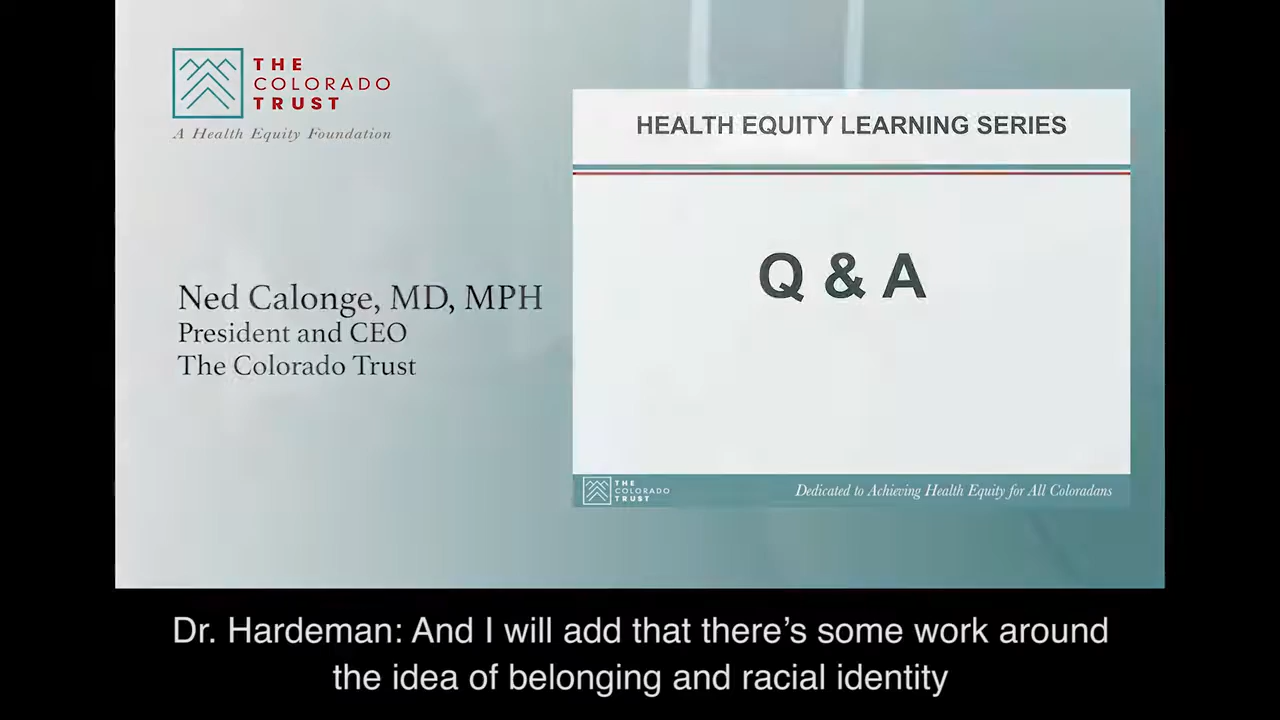 THE
COLORADO
TRUST
A Health Equity Foundation
HEALTH EQUITY LEARNING SERIES
Q & A
Ned Calonge, MD, MPH
President and CEO
The Colorado Trust
THE
COLORADO
TRUST
Dedicated to Achieving Health Equity for All Coloradans
Dr. Hardeman: And I will add that there’s some work around
the idea of belonging and racial identity